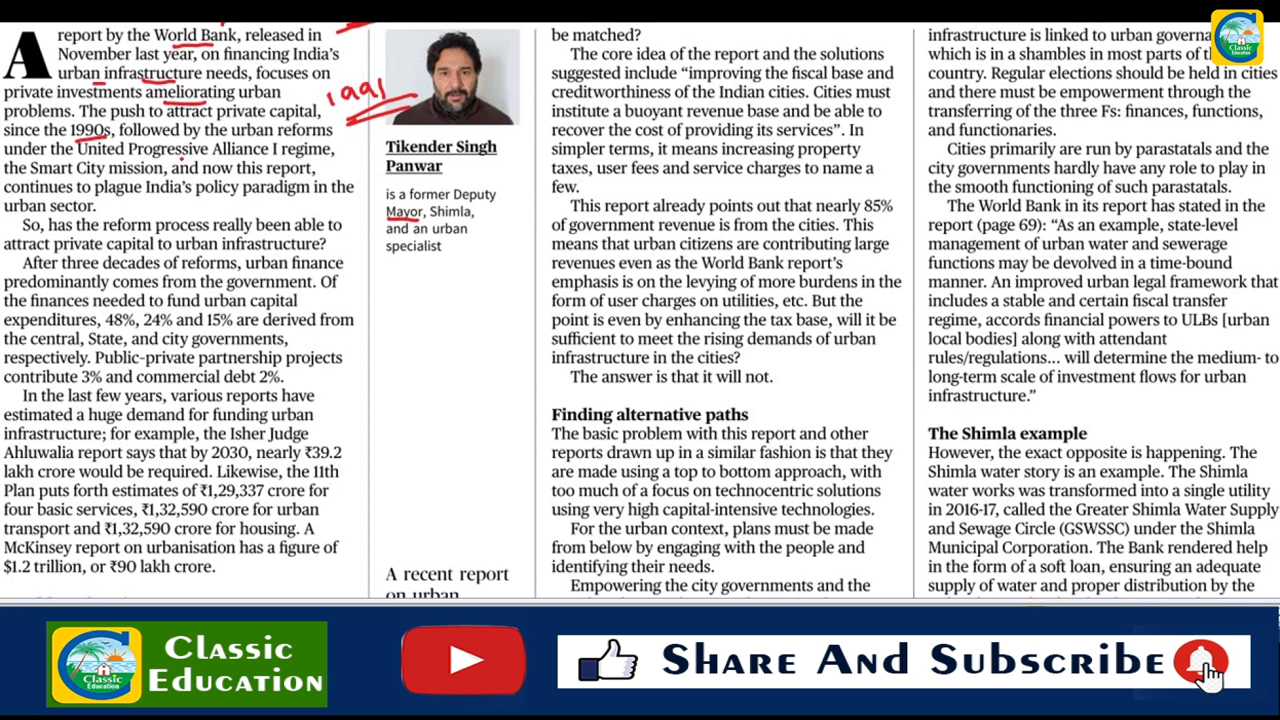 A report by the World Bank, released in
November last year, on financing India's
urban infrastructure needs, focuses on
private investments ameliorating urban
problems. The push to attract private capital,
since the 1990s, followed by the urban reforms
under the United Progressive Alliance I regime,
the Smart City mission, and now this report,
continues to plague India's policy paradigm in the
urban sector.
So, has the reform process really been able to
attract private capital to urban infrastructure?
After three decades of reforms, urban finance
predominantly comes from the government. Of
the finances needed to fund urban capital
expenditures, 48%, 24% and 15% are derived from
the central, State, and city governments,
respectively. Public-private partnership projects
contribute 3% and commercial debt 2%.
In the last few years, various reports have
estimated a huge demand for funding urban
infrastructure; for example, the Isher Judge
Ahluwalia report says that by 2030, nearly ₹39.2
lakh crore would be required. Likewise, the 11th
Plan puts forth estimates of ₹1,29,337 crore for
four basic services, ₹1,32,590 crore for urban
transport and ₹1,32,590 crore for housing. A
McKinsey report on urbanisation has a figure of
$1.2 trillion, or ₹90 lakh crore.
1991
Tikender Singh
Panwar
is a former Deputy
Mayor, Shimla,
and an urban
specialist
A recent report
on urban
be matched?
The core idea of the report and the solutions
suggested include “improving the fiscal base and
creditworthiness of the Indian cities. Cities must
institute a buoyant revenue base and be able to
recover the cost of providing its services”. In
simpler terms, it means increasing property
taxes, user fees and service charges to name a
few.
This report already points out that nearly 85%
of government revenue is from the cities. This
means that urban citizens are contributing large
revenues even as the World Bank report's
emphasis is on the levying of more burdens in the
form of user charges on utilities, etc. But the
point is even by enhancing the tax base, will it be
sufficient to meet the rising demands of urban
infrastructure in the cities?
The answer is that it will not.
Finding alternative paths
The basic problem with this report and other
reports drawn up in a similar fashion is that they
are made using a top to bottom approach, with
too much of a focus on technocentric solutions
using very high capital-intensive technologies.
For the urban context, plans must be made
from below by engaging with the people and
identifying their needs.
Empowering the city governments and the
infrastructure is linked to urban governa
which is in a shambles in most parts of t
country. Regular elections should be held in cities
and there must be empowerment through the
transferring of the three Fs: finances, functions,
and functionaries.
Cities primarily are run by parastatals and the
city governments hardly have any role to play in
the smooth functioning of such parastatals.
The World Bank in its report has stated in the
report (page 69): “As an example, state-level
management of urban water and sewerage
functions may be devolved in a time-bound
manner. An improved urban legal framework that
includes a stable and certain fiscal transfer
regime, accords financial powers to ULBs [urban
local bodies] along with attendant
rules/regulations... will determine the medium- to
long-term scale of investment flows for urban
infrastructure.”
The Shimla example
However, the exact opposite is happening. The
Shimla water story is an example. The Shimla
water works was transformed into a single utility
in 2016-17, called the Greater Shimla Water Supply
and Sewage Circle (GSWSSC) under the Shimla
Municipal Corporation. The Bank rendered help
in the form of a soft loan, ensuring an adequate
supply of water and proper distribution by the
Classic
Education
Classic
Education
Classic
Education
Share And Subscribe